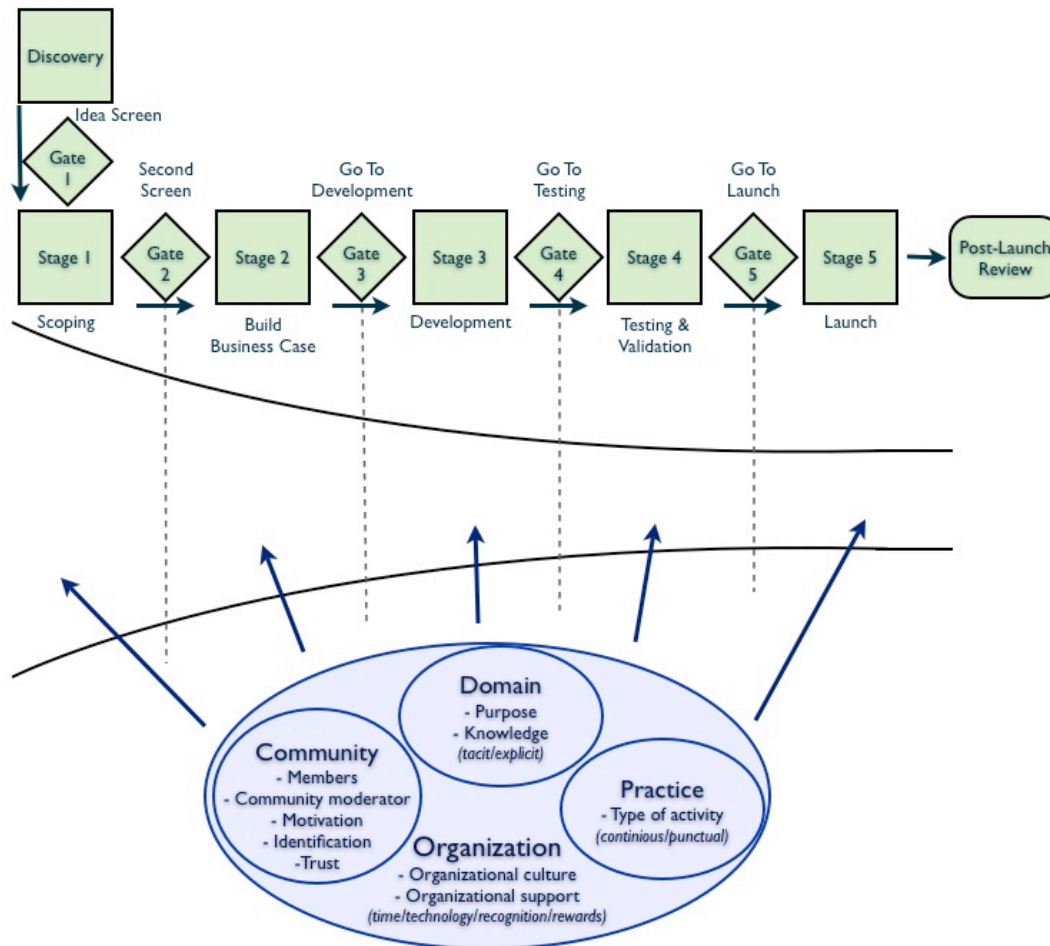 Discovery
Idea Screen
Gate
1
Second
Screen
Go To
Development
Go To
Testing
Go To
Launch
Stage 1
Gate
2
Stage 2
Gate
3
Stage 3
Gate
4
Stage 4
Gate
5
Stage 5
Post-Launch
Review
Scoping
Build
Business Case
Development
Testing &
Validation
Launch
Domain
- Purpose
- Knowledge
(tacit/explicit)
Community
- Members
- Community moderator
- Motivation
- Identification
-Trust
Practice
- Type of activity
(continious/punctual)
Organization
- Organizational culture
- Organizational support
(time/technology/recognition/rewards)